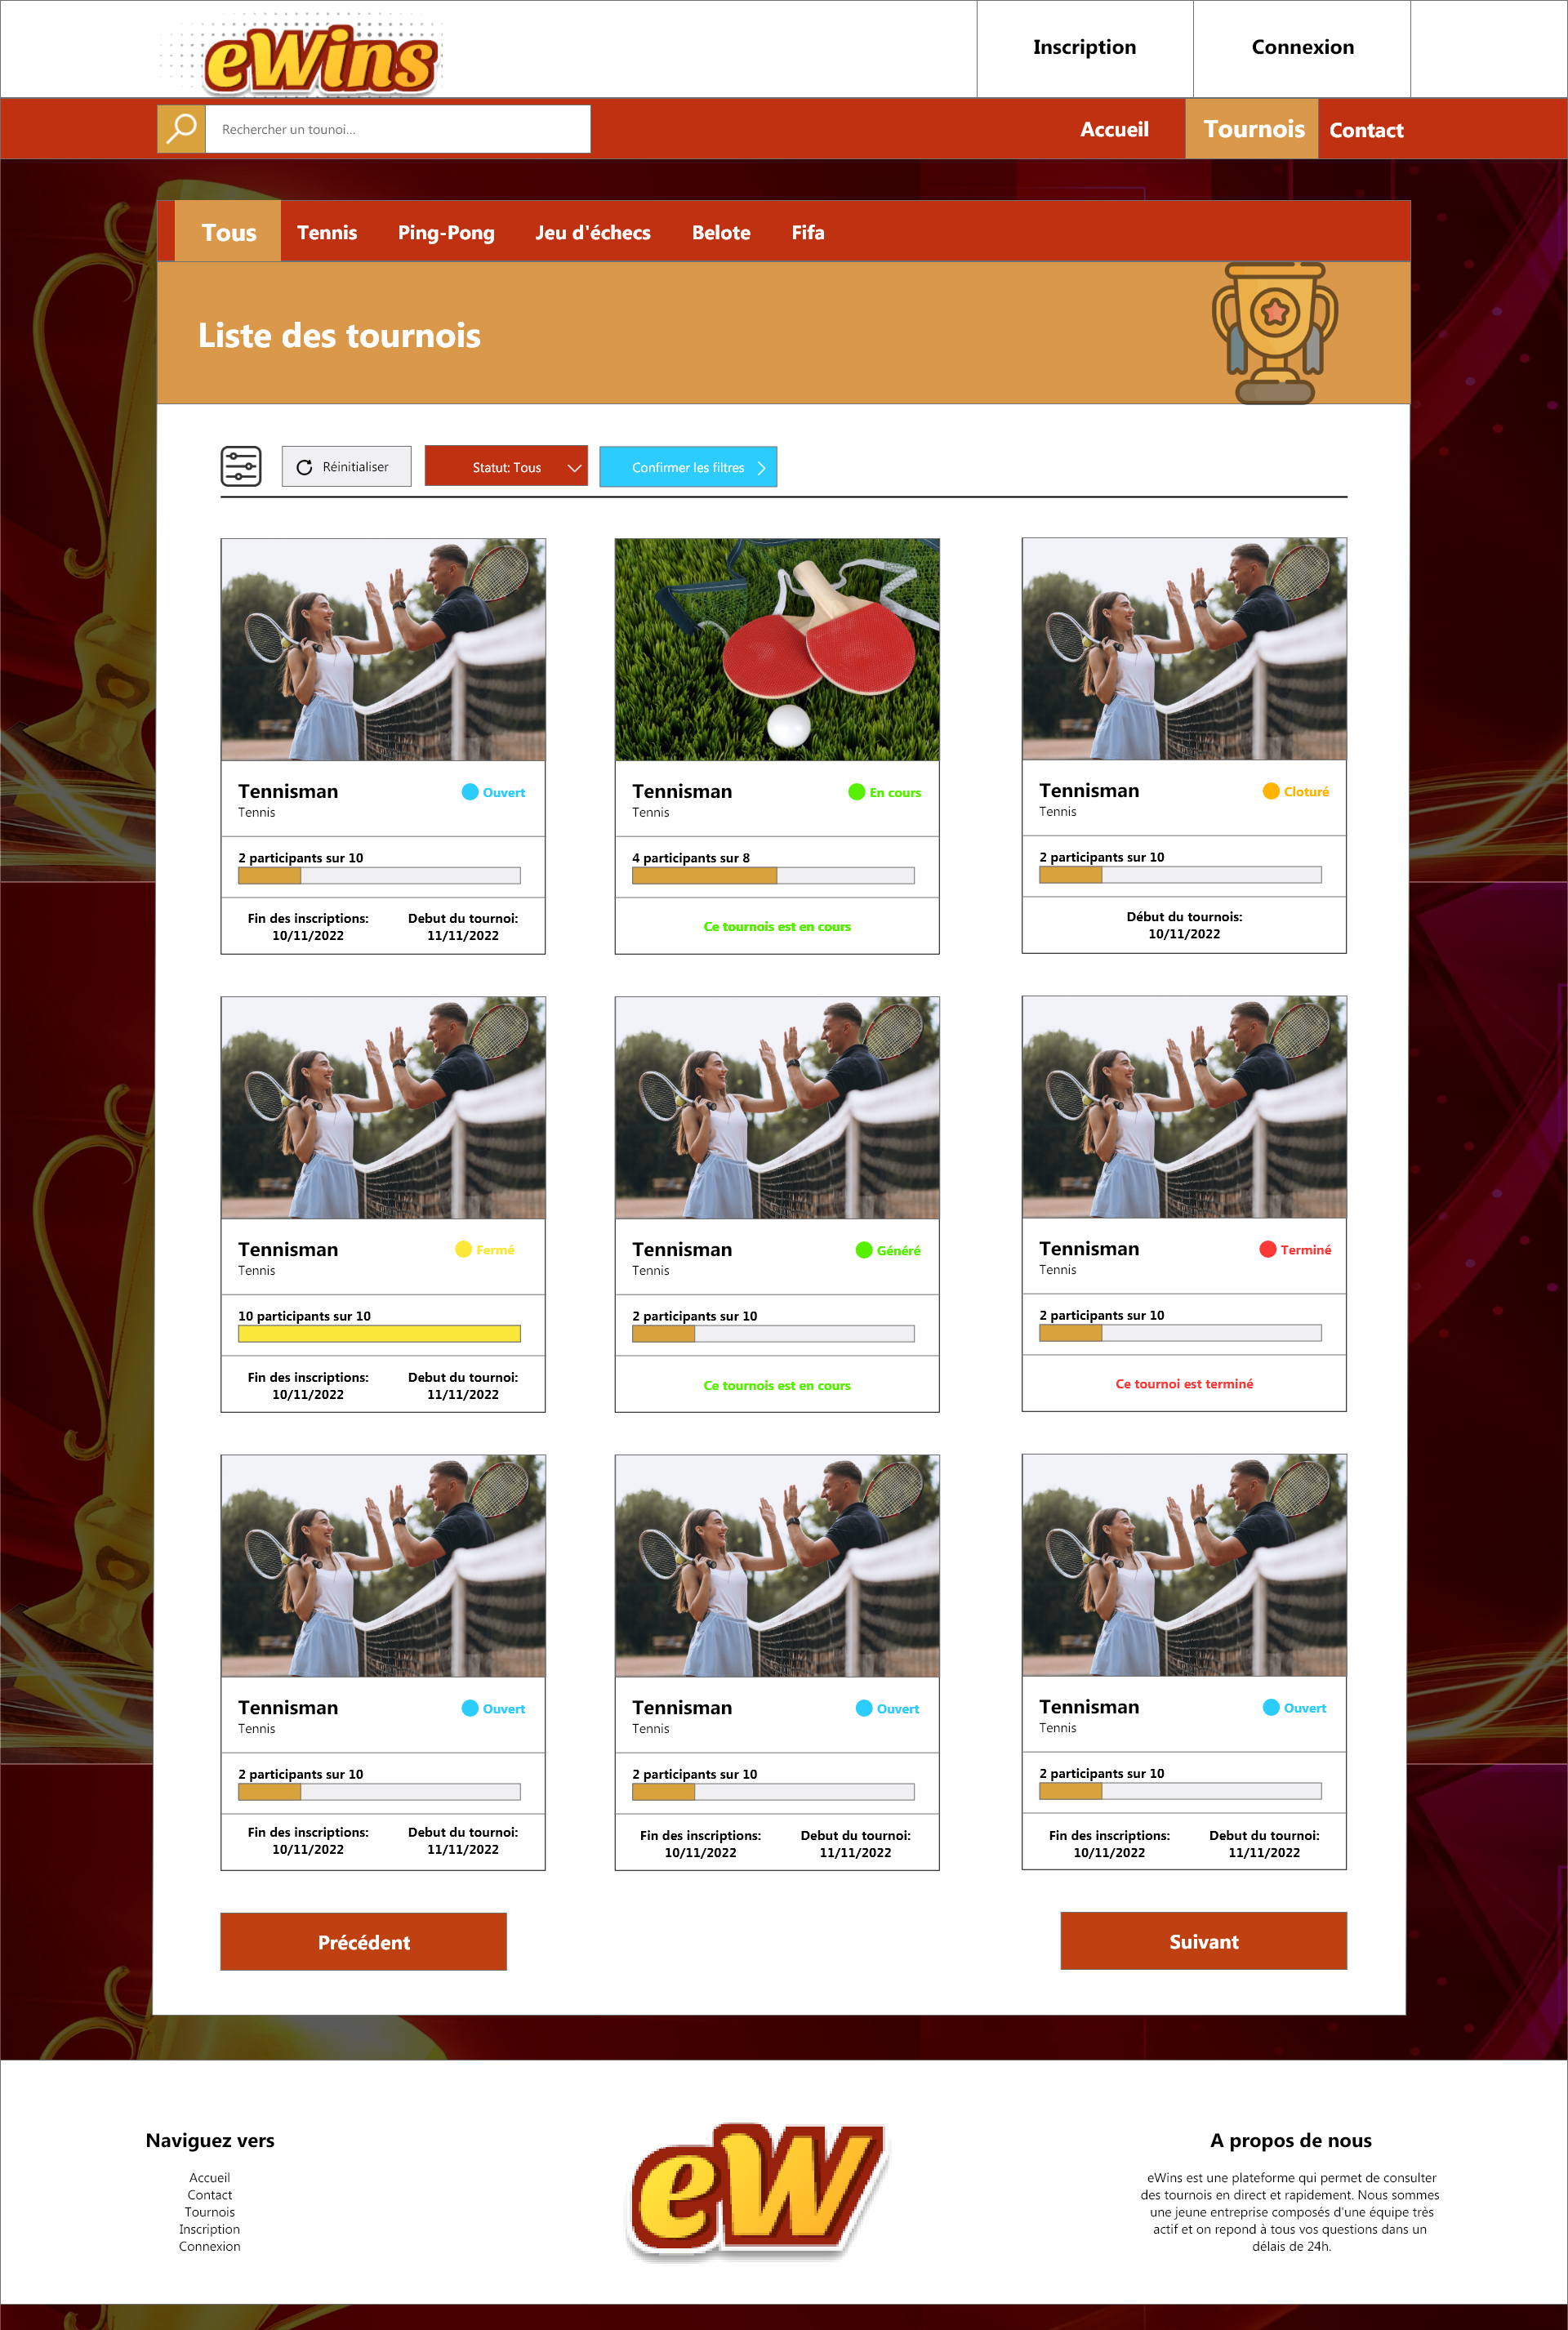 eWins
Inscription
Connexion
Rechercher un tounoi...
Accueil
Tournois
Contact
Tous
Tennis
Ping-Pong
Jeu d'échecs
Belote
Fifa
Liste des tournois
Réinitialiser
Statut: Tous
Confirmer les filtres
Tennisman
Ouvert
Tennis
2 participants sur 10
Fin des inscriptions:
10/11/2022
Debut du tournoi:
11/11/2022
Tennisman
En cours
Tennis
4 participants sur 8
Ce tournois est en cours
Tennisman
Cloturé
Tennis
2 participants sur 10
Début du tournois:
10/11/2022
Tennisman
Fermé
Tennis
10 participants sur 10
Fin des inscriptions:
10/11/2022
Debut du tournoi:
11/11/2022
Tennisman
Généré
Tennis
2 participants sur 10
Ce tournois est en cours
Tennisman
Terminé
Tennis
2 participants sur 10
Ce tournoi est terminé
Tennisman
Ouvert
Tennis
2 participants sur 10
Fin des inscriptions:
10/11/2022
Debut du tournoi:
11/11/2022
Tennisman
Ouvert
Tennis
2 participants sur 10
Fin des inscriptions:
10/11/2022
Debut du tournoi:
11/11/2022
Tennisman
Ouvert
Tennis
2 participants sur 10
Fin des inscriptions:
10/11/2022
Debut du tournoi:
11/11/2022
Précédent
Suivant
Naviguez vers
Accueil
Contact
Tournois
Inscription
Connexion
eW
A propos de nous
eWins est une plateforme qui permet de consulter
des tournois en direct et rapidement. Nous sommes
une jeune entreprise composés d'une équipe très
actif et on repond à tous vos questions dans un
délais de 24h.